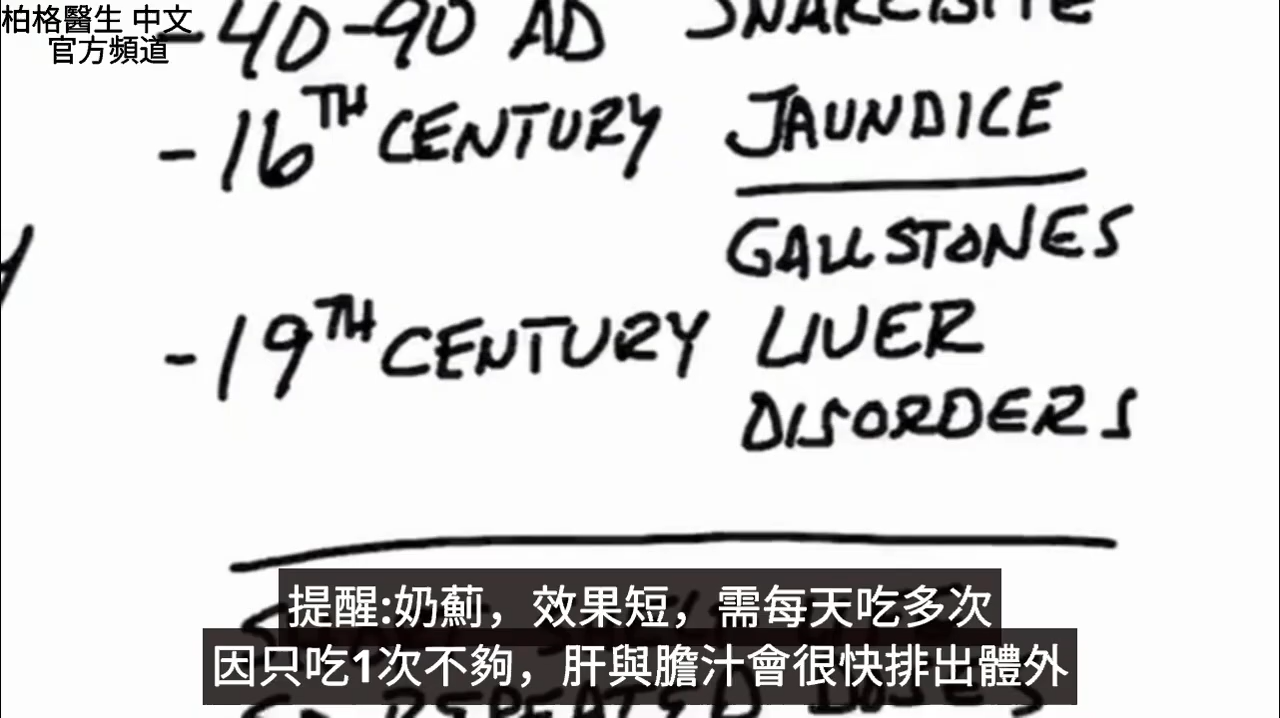 柏格醫生 中文
官方頻道
-40-90 AD SNAKEBITE
-16TH CENTURY JAUNDICE
GALLSTONES
-19TH CENTURY LIVER
DISORDERS
提醒:奶薊，效果短，需每天吃多次
因只吃1次不夠，肝與膽汁會很快排出體外